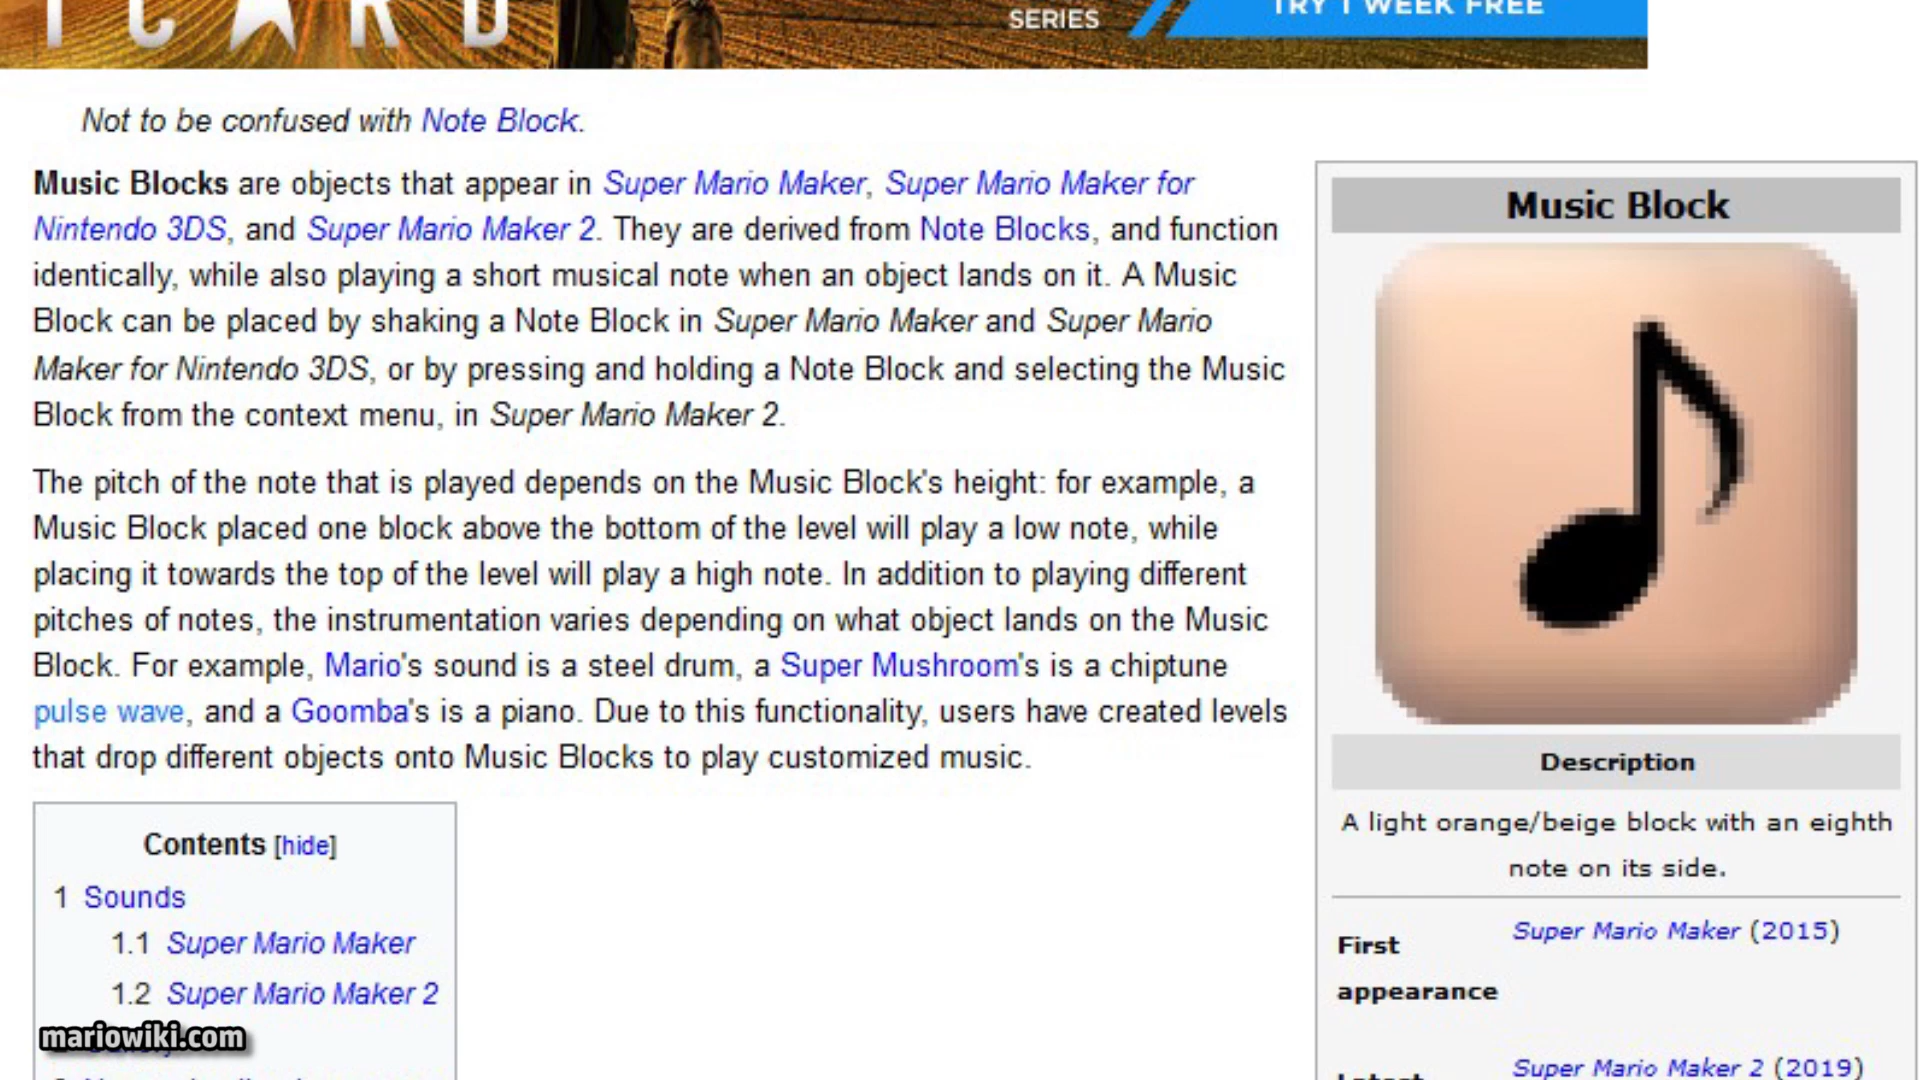 ICARD
SERIES
TRY 1 WEEK FREE
Not to be confused with Note Block.
Music Blocks are objects that appear in Super Mario Maker, Super Mario Maker for
Nintendo 3DS, and Super Mario Maker 2. They are derived from Note Blocks, and function
identically, while also playing a short musical note when an object lands on it. A Music
Block can be placed by shaking a Note Block in Super Mario Maker and Super Mario
Maker for Nintendo 3DS, or by pressing and holding a Note Block and selecting the Music
Block from the context menu, in Super Mario Maker 2.
The pitch of the note that is played depends on the Music Block's height: for example, a
Music Block placed one block above the bottom of the level will play a low note, while
placing it towards the top of the level will play a high note. In addition to playing different
pitches of notes, the instrumentation varies depending on what object lands on the Music
Block. For example, Mario's sound is a steel drum, a Super Mushroom's is a chiptune
pulse wave, and a Goomba's is a piano. Due to this functionality, users have created levels
that drop different objects onto Music Blocks to play customized music.
Contents [hide]
1 Sounds
1.1 Super Mario Maker
1.2 Super Mario Maker 2
mariowiki.com
Music Block
Description
A light orange/beige block with an eighth
note on its side.
First
appearance
Super Mario Maker (2015)
Latest
Super Mario Maker 2 (2019)